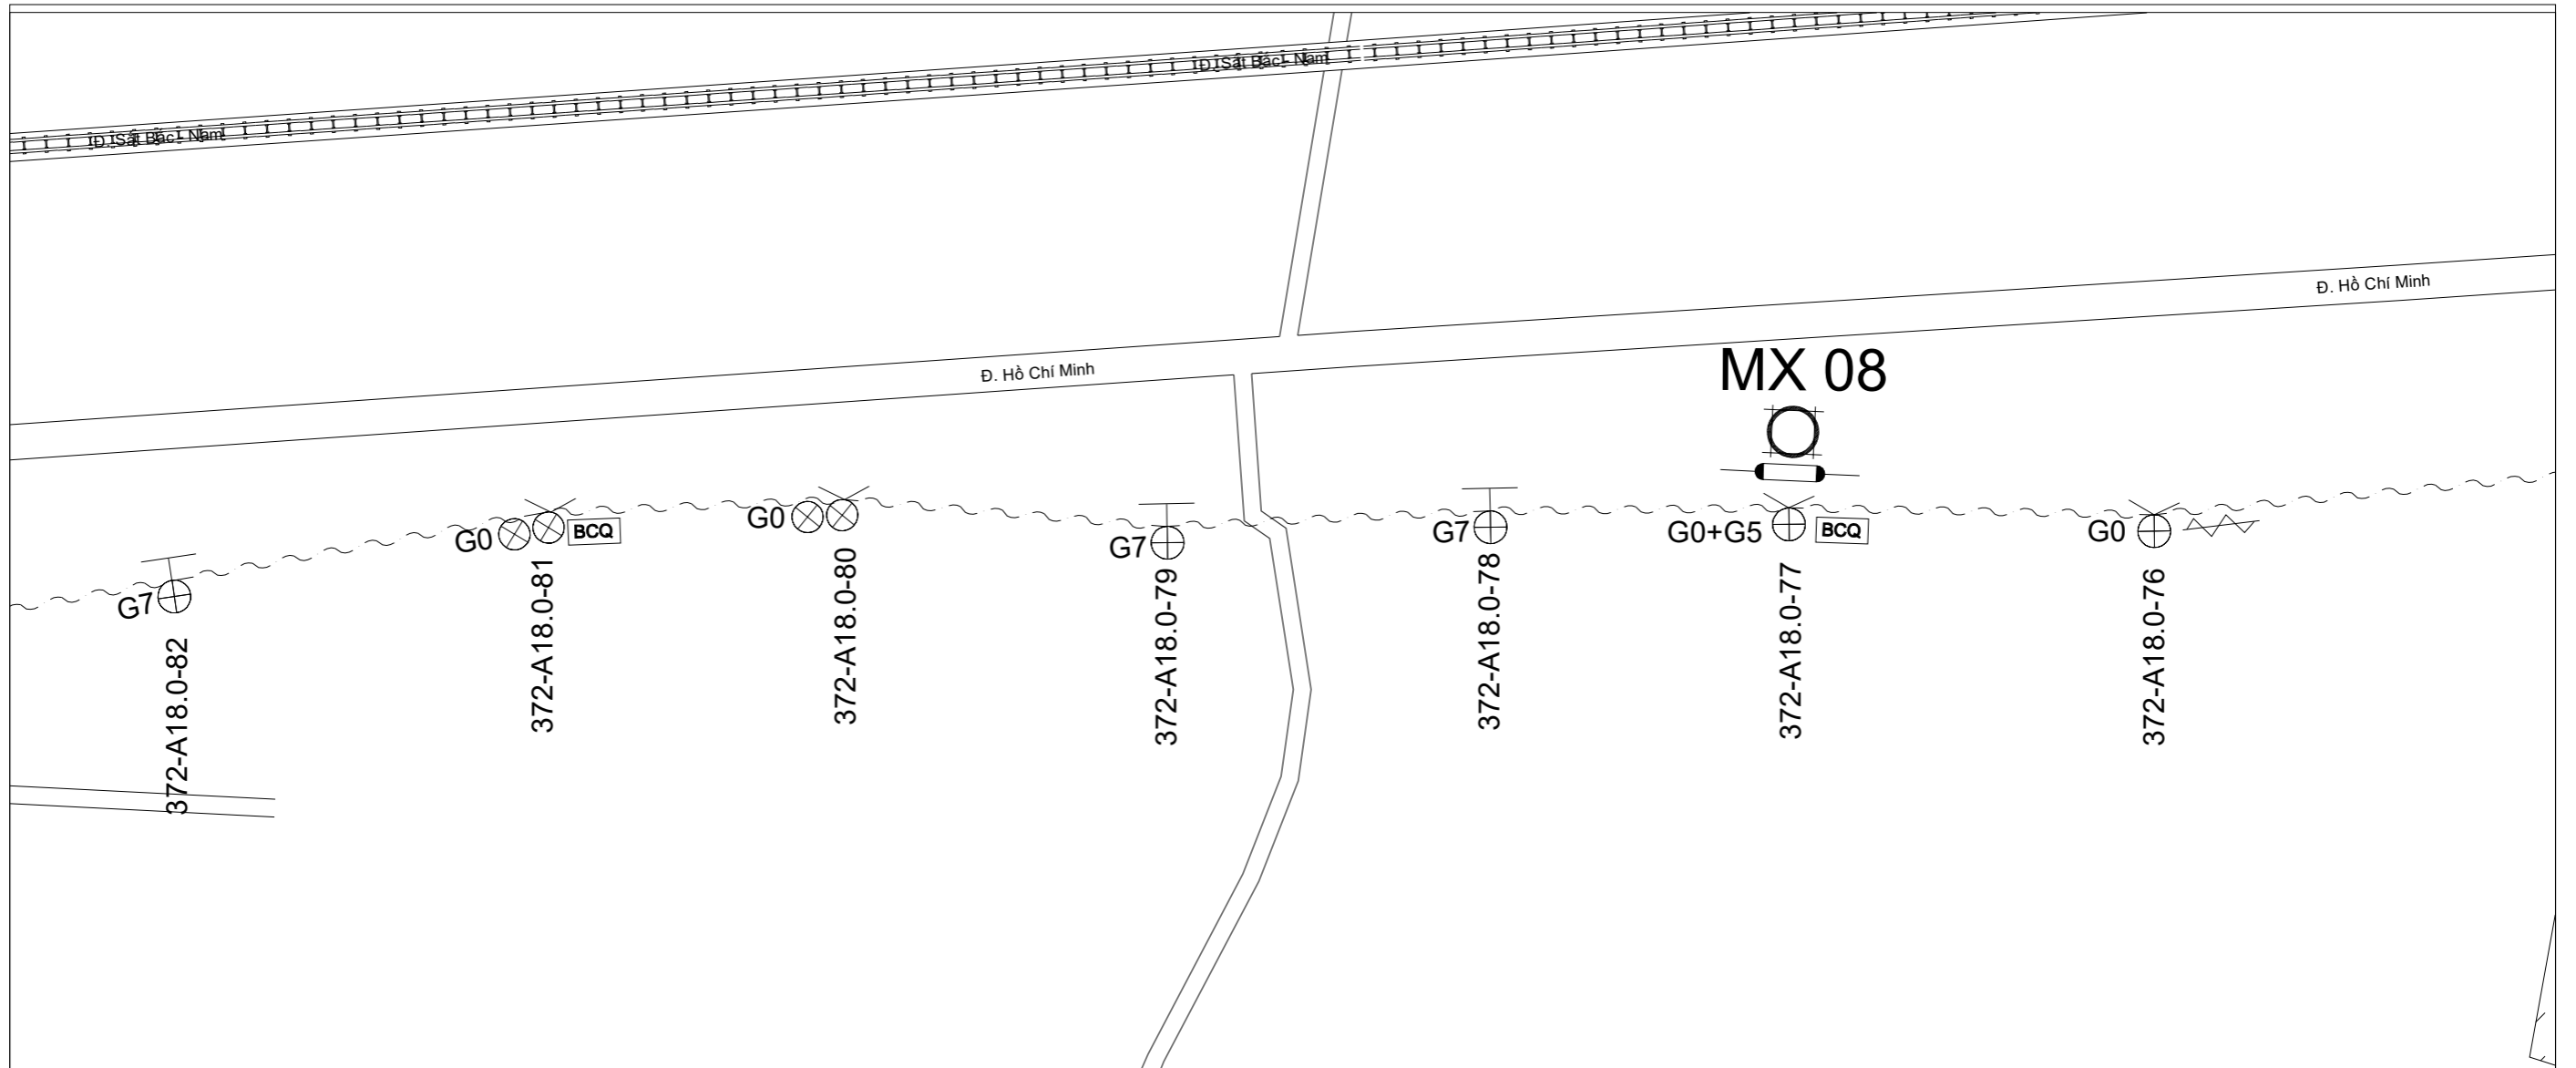 Đ. Sắt Bắc - Nam
Đ. Sắt Bắc - Nam
Đ. Hồ Chí Minh
Đ. Hồ Chí Minh
MX 08
G7
G0
BCQ
G0
G7
G7
G0+G5
BCQ
G0
372-A18.0-82
372-A18.0-81
372-A18.0-80
372-A18.0-79
372-A18.0-78
372-A18.0-77
372-A18.0-76